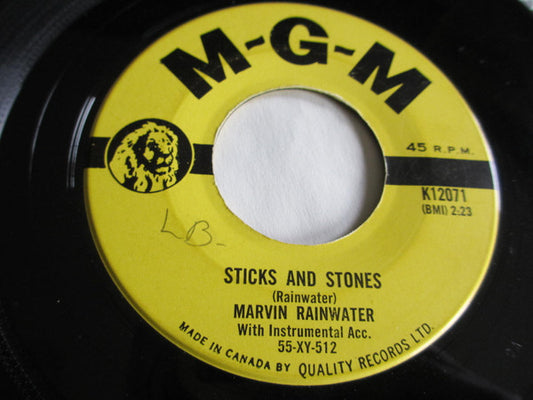 M-G-M
45 R.P.M.
K12071
(BMI) 2:23
LB-
STICKS AND STONES
(Rainwater)
MARVIN RAINWATER
With Instrumental Acc.
55-XY-512
MADE IN CANADA BY QUALITY RECORDS LTD.